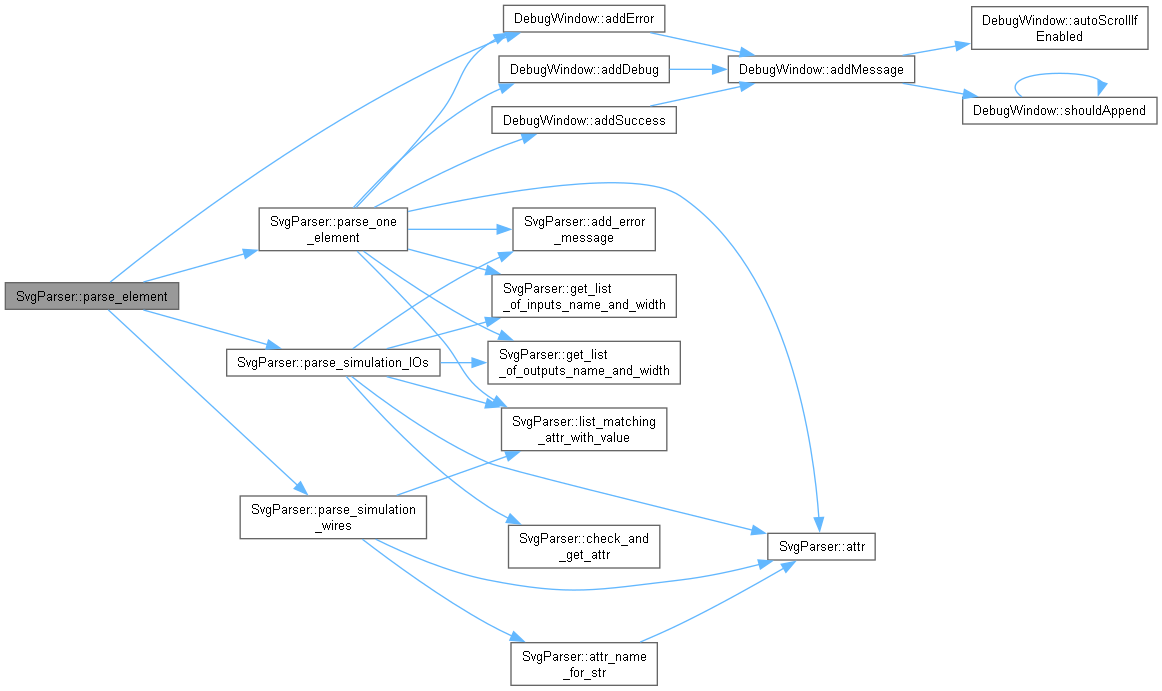 SvgParser::parse_element
SvgParser::parse_one
_element
SvgParser::parse_simulation_IOs
SvgParser::parse_simulation
_wires
DebugWindow::addError
DebugWindow::addDebug
DebugWindow::addSuccess
SvgParser::add_error
_message
SvgParser::get_list
_of_inputs_name_and_width
SvgParser::get_list
_of_outputs_name_and_width
SvgParser::list_matching
_attr_with_value
SvgParser::check_and
_get_attr
SvgParser::attr_name
_for_str
DebugWindow::addMessage
SvgParser::attr
DebugWindow::autoScrollIf
Enabled
DebugWindow::shouldAppend